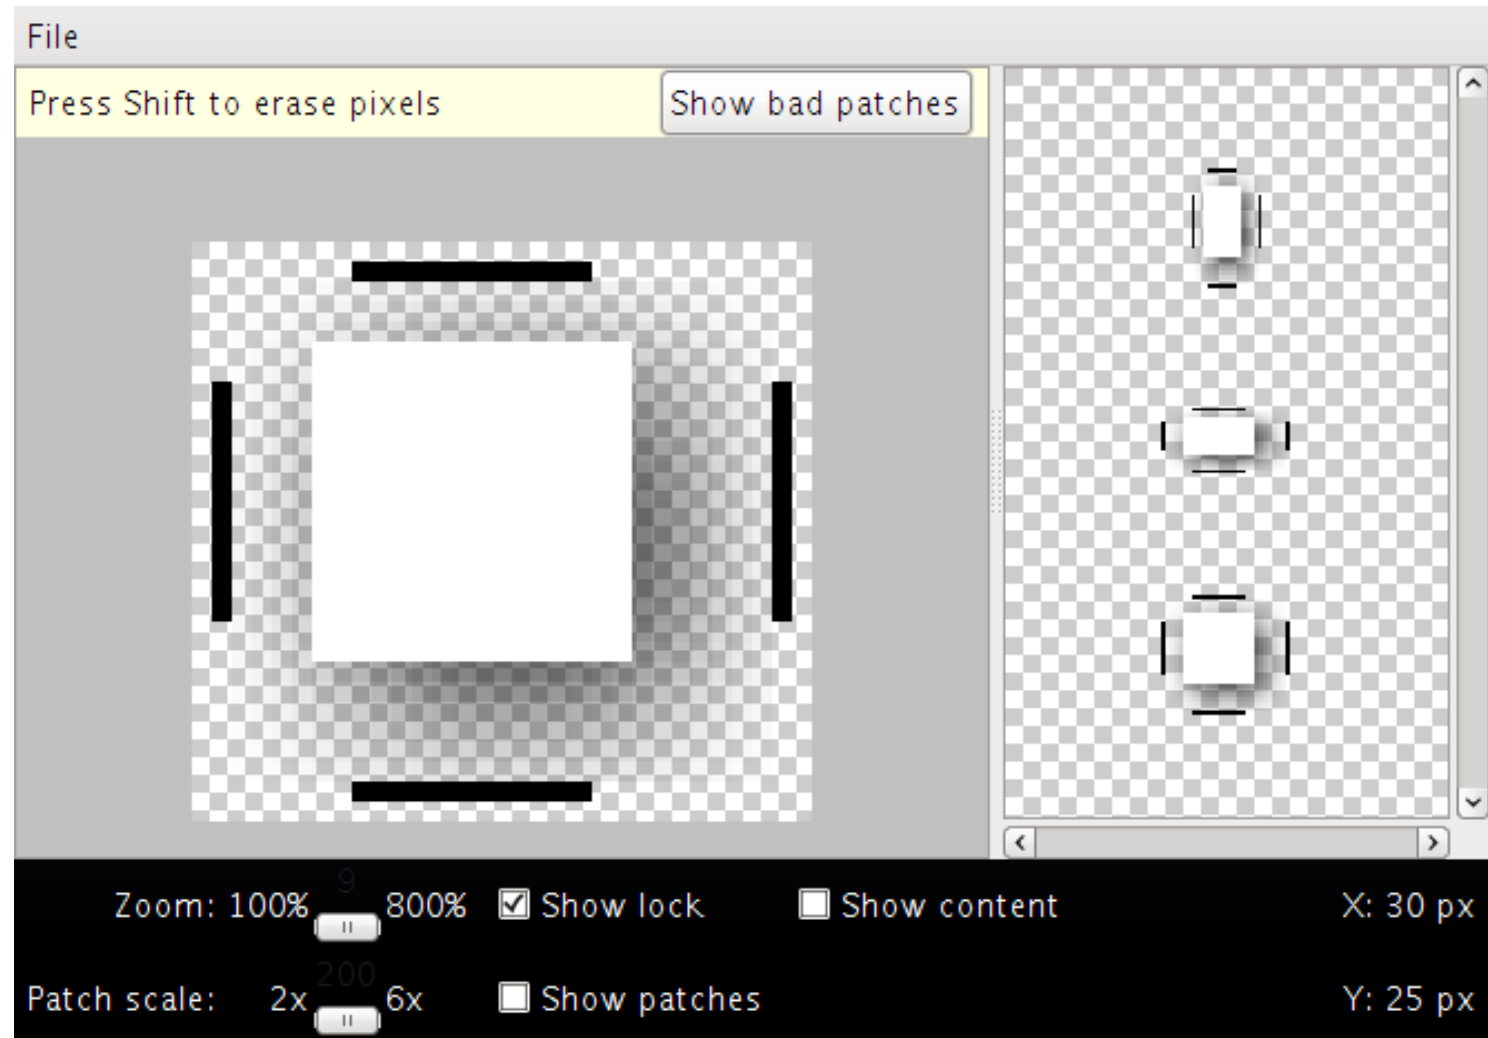 File
Press Shift to erase pixels
Show bad patches
9
Zoom: 100% 800% Show lock Show content X: 30 px
200
Patch scale: 2x 6x Show patches Y: 25 px